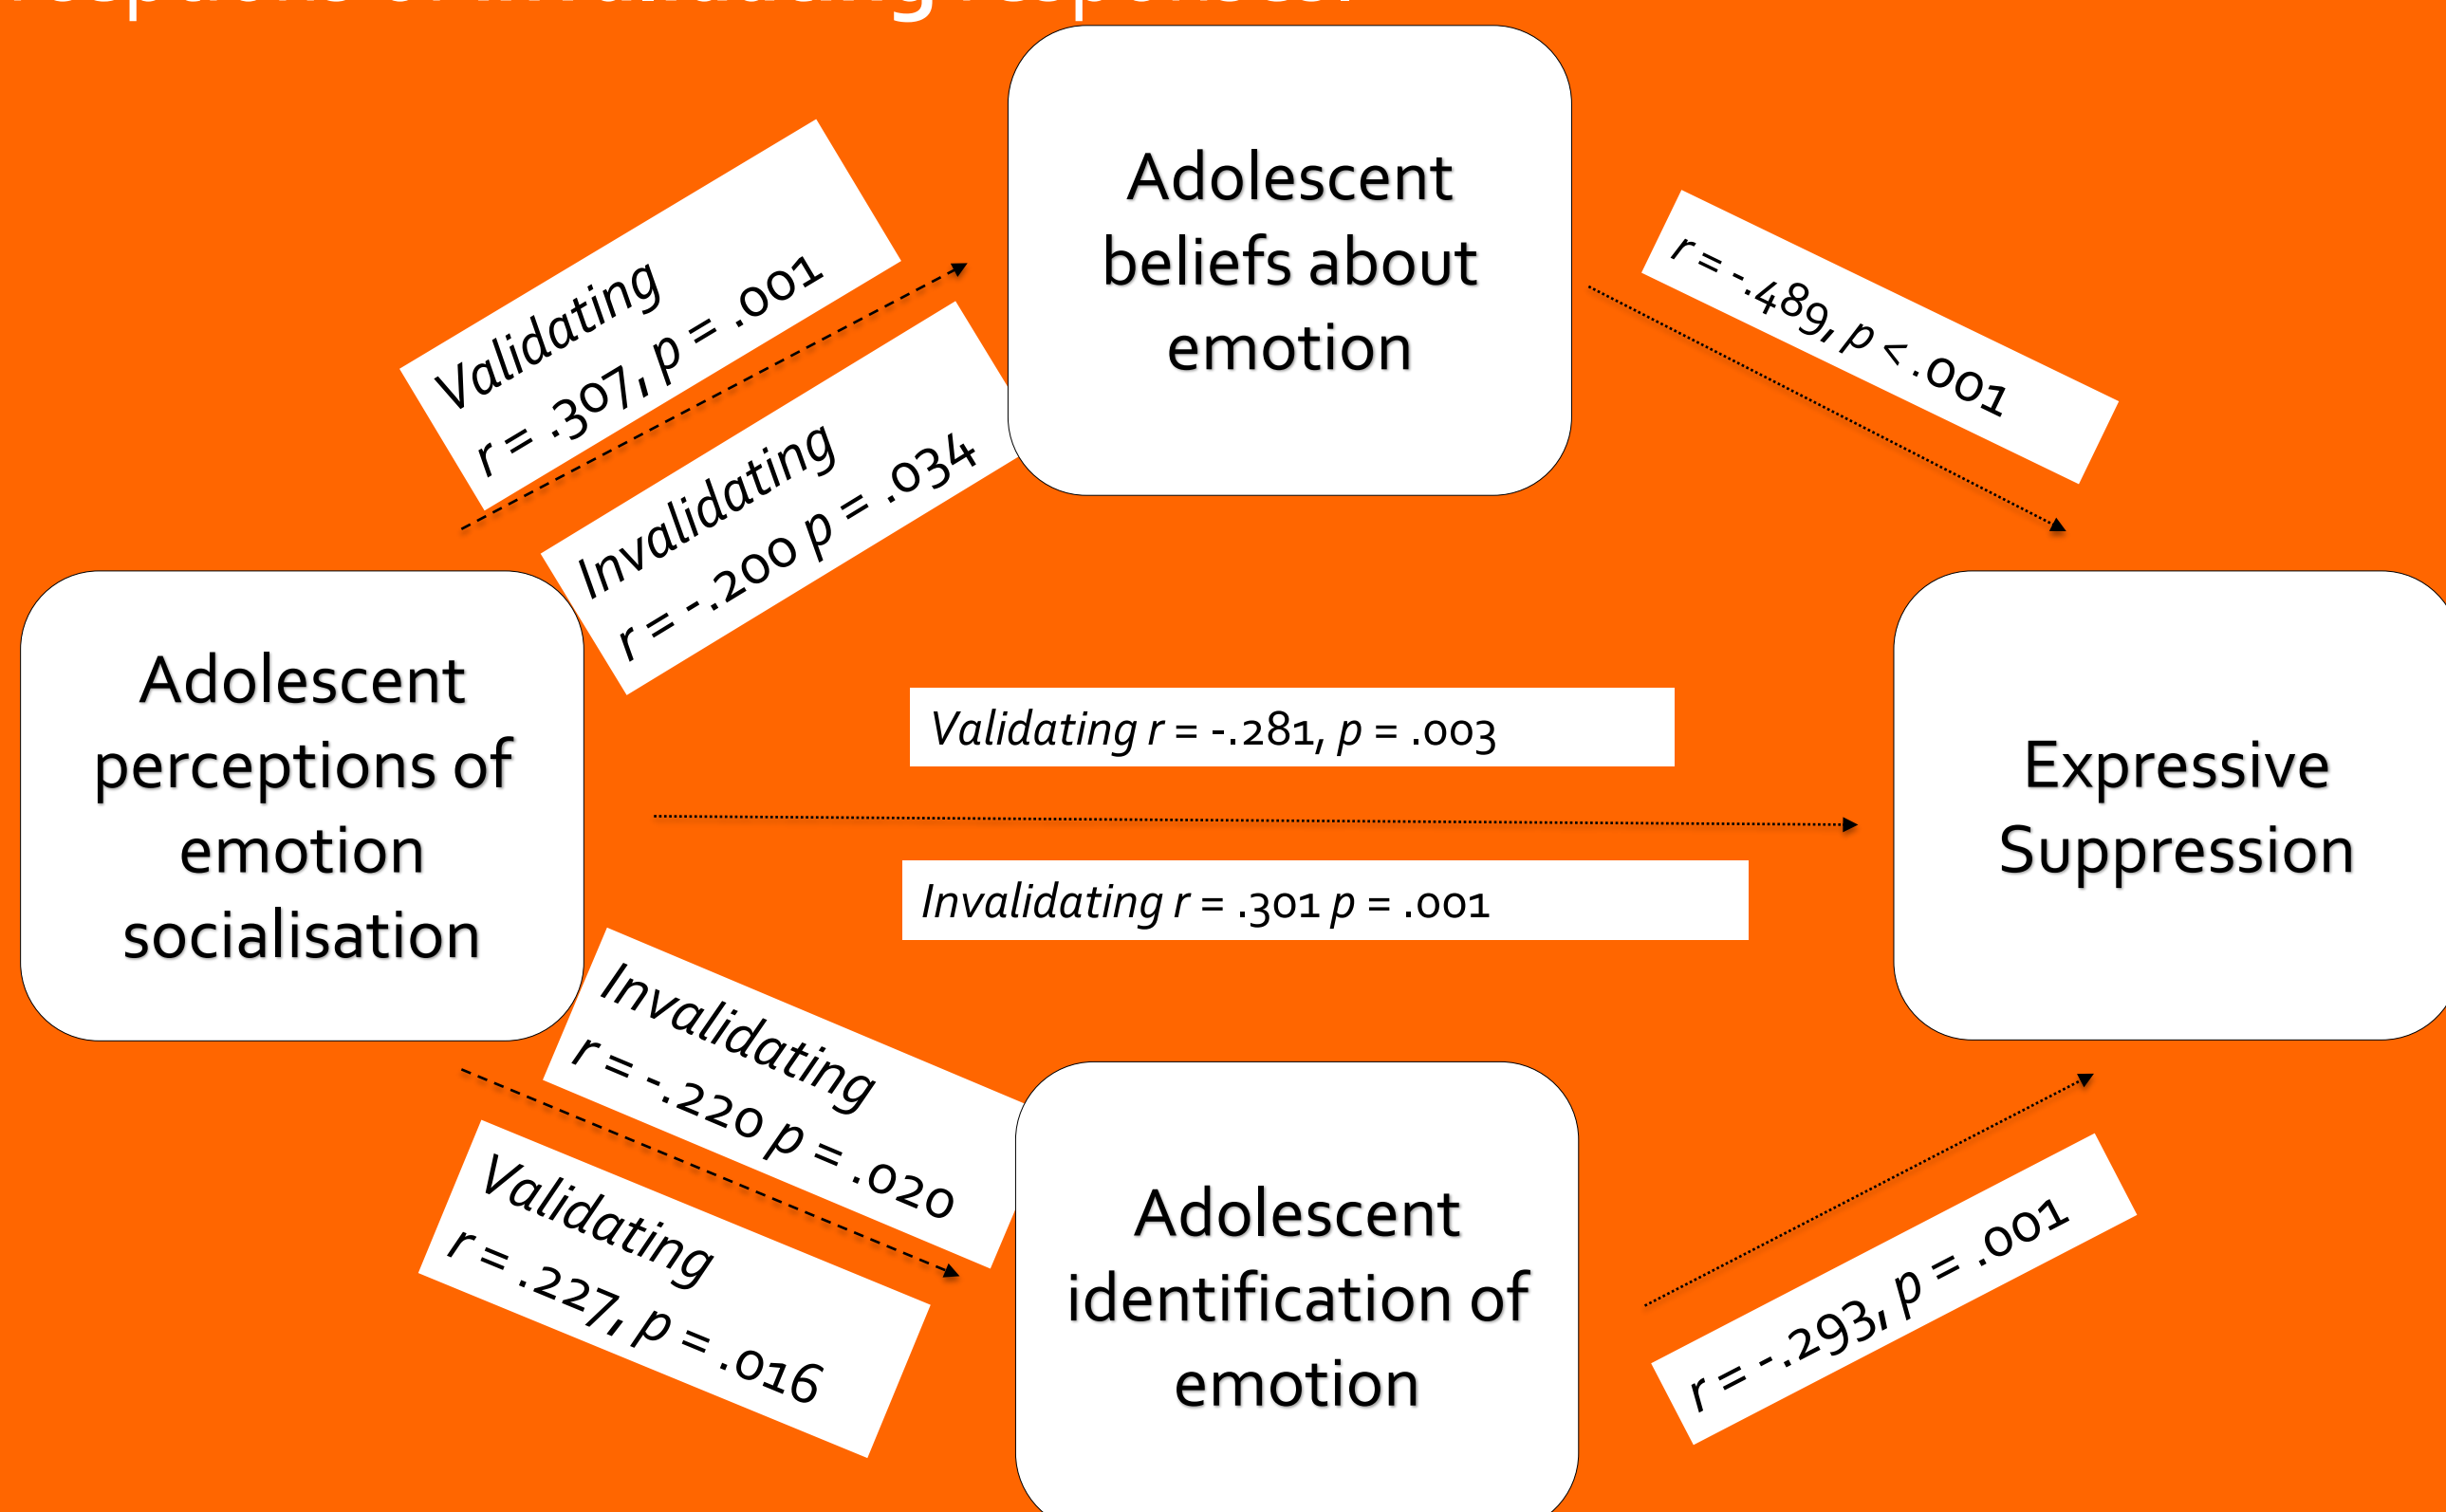 Adolescent
beliefs about
emotion
Validating
r = .307, p = .001
Invalidating
r = -.200 p = .034
r = -.489, p < .001
Adolescent
perceptions of
emotion
socialisation
Validating r = -.281, p = .003
Invalidating r = .301 p = .001
Expressive
Suppression
Invalidating
r = -.220 p = .020
Validating
r = .227, p = .016
Adolescent
identification of
emotion
r = -.293, p = .001